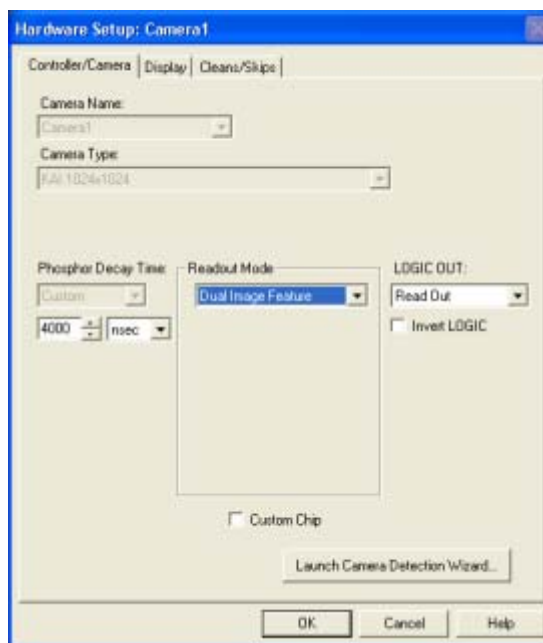 Hardware Setup: Camera1
Controller/Camera Display Cleans/Skips
Camera Name:
Camera1
Camera Type:
KAI 1024x1024
Phosphor Decay Time: Readout Mode LOGIC OUT:
Custom Dual Image Feature Read Out
4000 nsec Invert LOGIC
Custom Chip
Launch Camera Detection Wizard...
OK Cancel Help